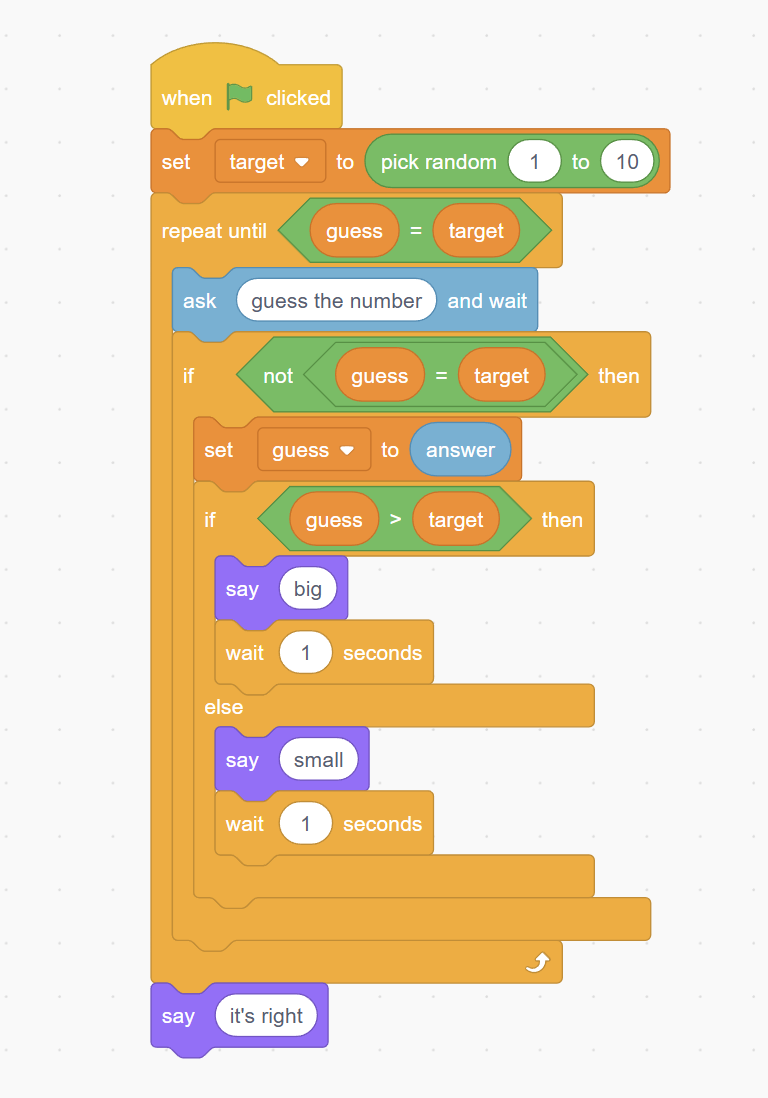 when clicked
set target to pick random 1 to 10
repeat until guess = target
ask guess the number and wait
if not guess = target then
set guess to answer
if guess > target then
say big
wait 1 seconds
else
say small
wait 1 seconds
say it's right